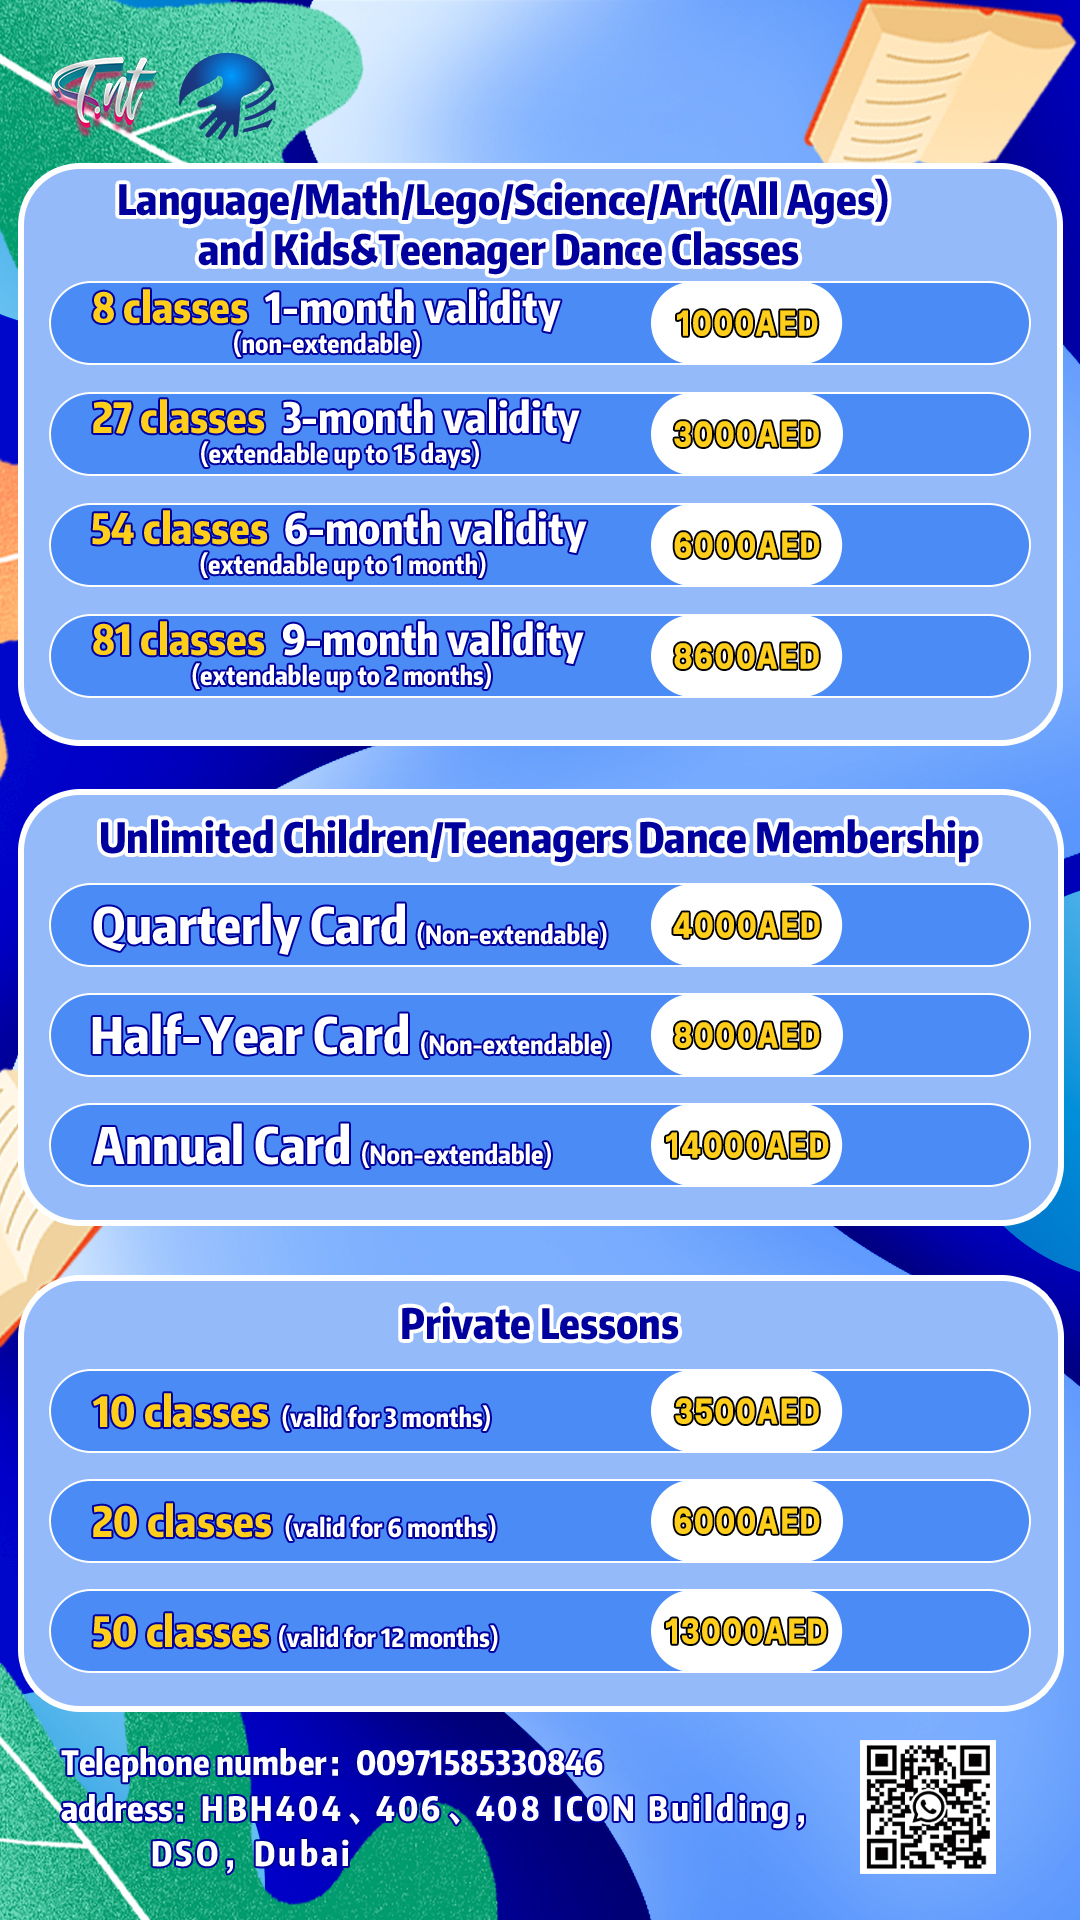 T.nt
Language/Math/Lego/Science/Art(All Ages)
and Kids&Teenager Dance Classes
8 classes 1-month validity
(non-extendable)
1000AED
27 classes 3-month validity
(extendable up to 15 days)
3000AED
54 classes 6-month validity
(extendable up to 1 month)
6000AED
81 classes 9-month validity
(extendable up to 2 months)
8600AED
Unlimited Children/Teenagers Dance Membership
Quarterly Card (Non-extendable) 4000AED
Half-Year Card (Non-extendable) 8000AED
Annual Card (Non-extendable) 14000AED
Private Lessons
10 classes (valid for 3 months) 3500AED
20 classes (valid for 6 months) 6000AED
50 classes (valid for 12 months) 13000AED
Telephone number：00971585330846
address：HBH404、406、408 ICON Building，
DSO，Dubai